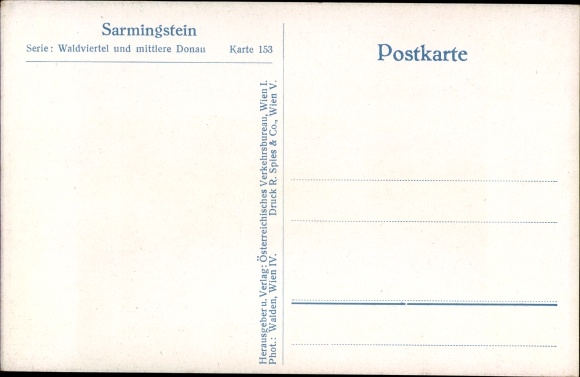 Sarmingstein
Serie: Waldviertel und mittlere Donau Karte 153
Postkarte
Herausgeber u. Verlag: Österreichisches Verkehrsbureau, Wien I.
Phot.: Walden, Wien IV. Druck R. Spies & Co., Wien V.